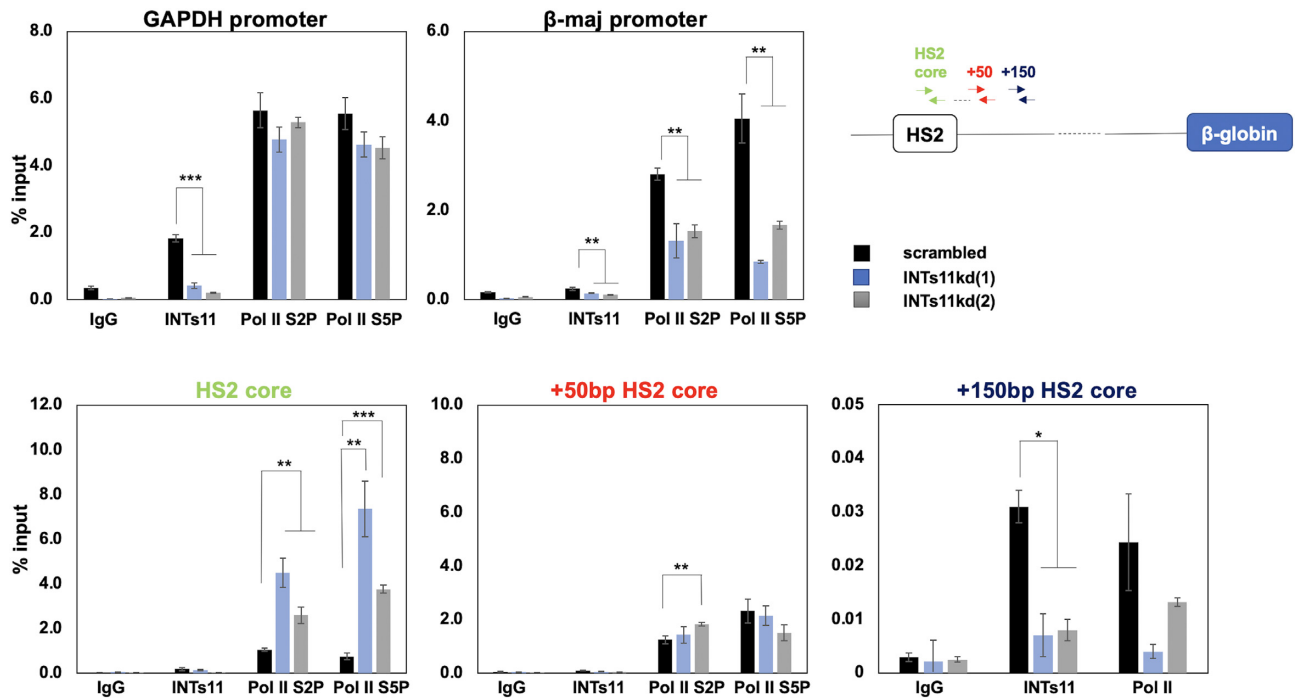 GAPDH promoter
8.0
6.0
4.0
2.0
0.0
% input
***
IgG
INTs11
Pol II S2P
Pol II S5P
β-maj promoter
6.0
4.0
2.0
0.0
**
**
**
IgG
INTs11
Pol II S2P
Pol II S5P
HS2
core
+50
+150
HS2
β-globin
scrambled
INTs11kd(1)
INTs11kd(2)
HS2 core
12.0
10.0
8.0
6.0
4.0
2.0
0.0
% input
**
***
**
IgG
INTs11
Pol II S2P
Pol II S5P
+50bp HS2 core
10.0
8.0
6.0
4.0
2.0
0.0
**
IgG
INTs11
Pol II S2P
Pol II S5P
+150bp HS2 core
0.05
0.04
0.03
0.02
0.01
0
*
IgG
INTs11
Pol II